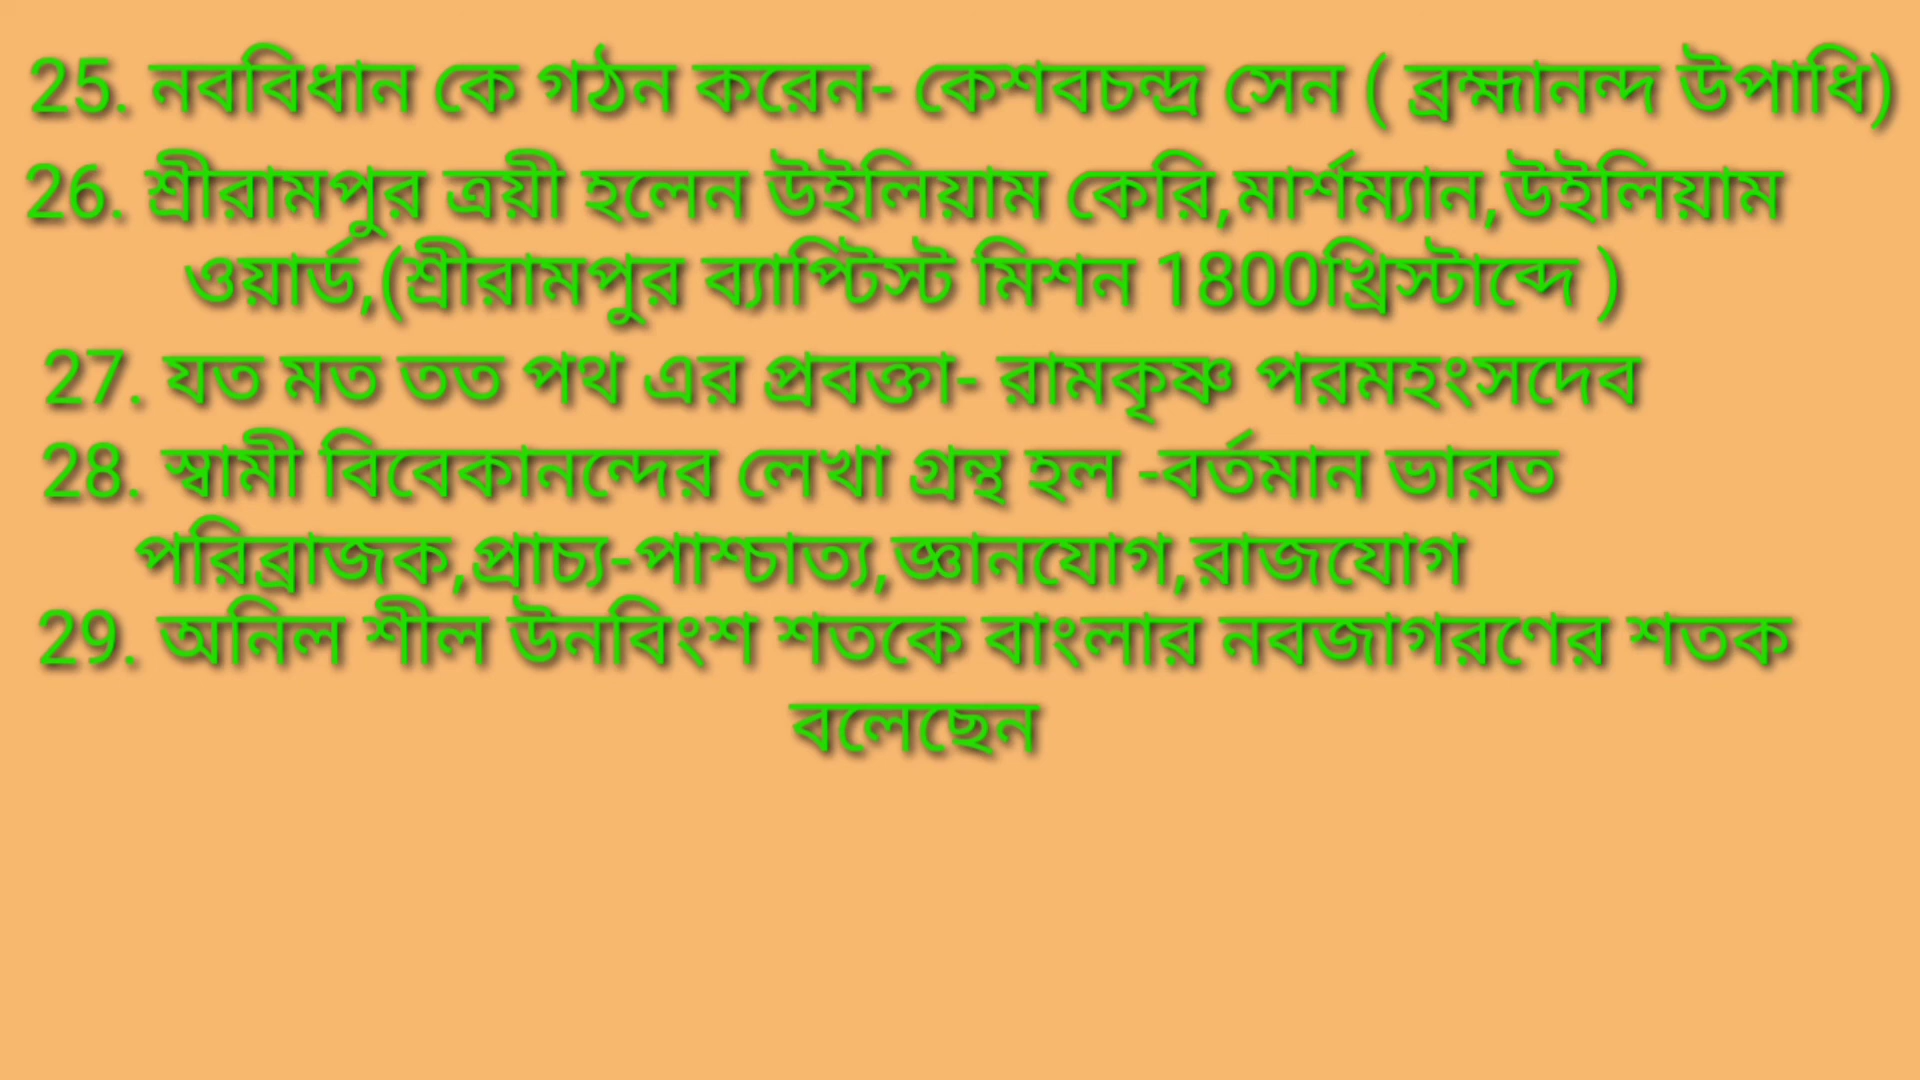 25. নববিধান কে গঠন করেন- কেশবচন্দ্র সেন ( ব্রহ্মানন্দ উপাধি)
26. শ্রীরামপুর ত্রয়ী হলেন উইলিয়াম কেরি,মার্শম্যান,উইলিয়াম
ওয়ার্ড,(শ্রীরামপুর ব্যাপ্টিস্ট মিশন 1800খ্রিস্টাব্দে )
27. যত মত তত পথ এর প্রবক্তা- রামকৃষ্ণ পরমহংসদেব
28. স্বামী বিবেকানন্দের লেখা গ্রন্থ হল -বর্তমান ভারত
পরিব্রাজক,প্রাচ্য-পাশ্চাত্য,জ্ঞানযোগ,রাজযোগ
29. অনিল শীল উনবিংশ শতকে বাংলার নবজাগরণের শতক
বলেছেন